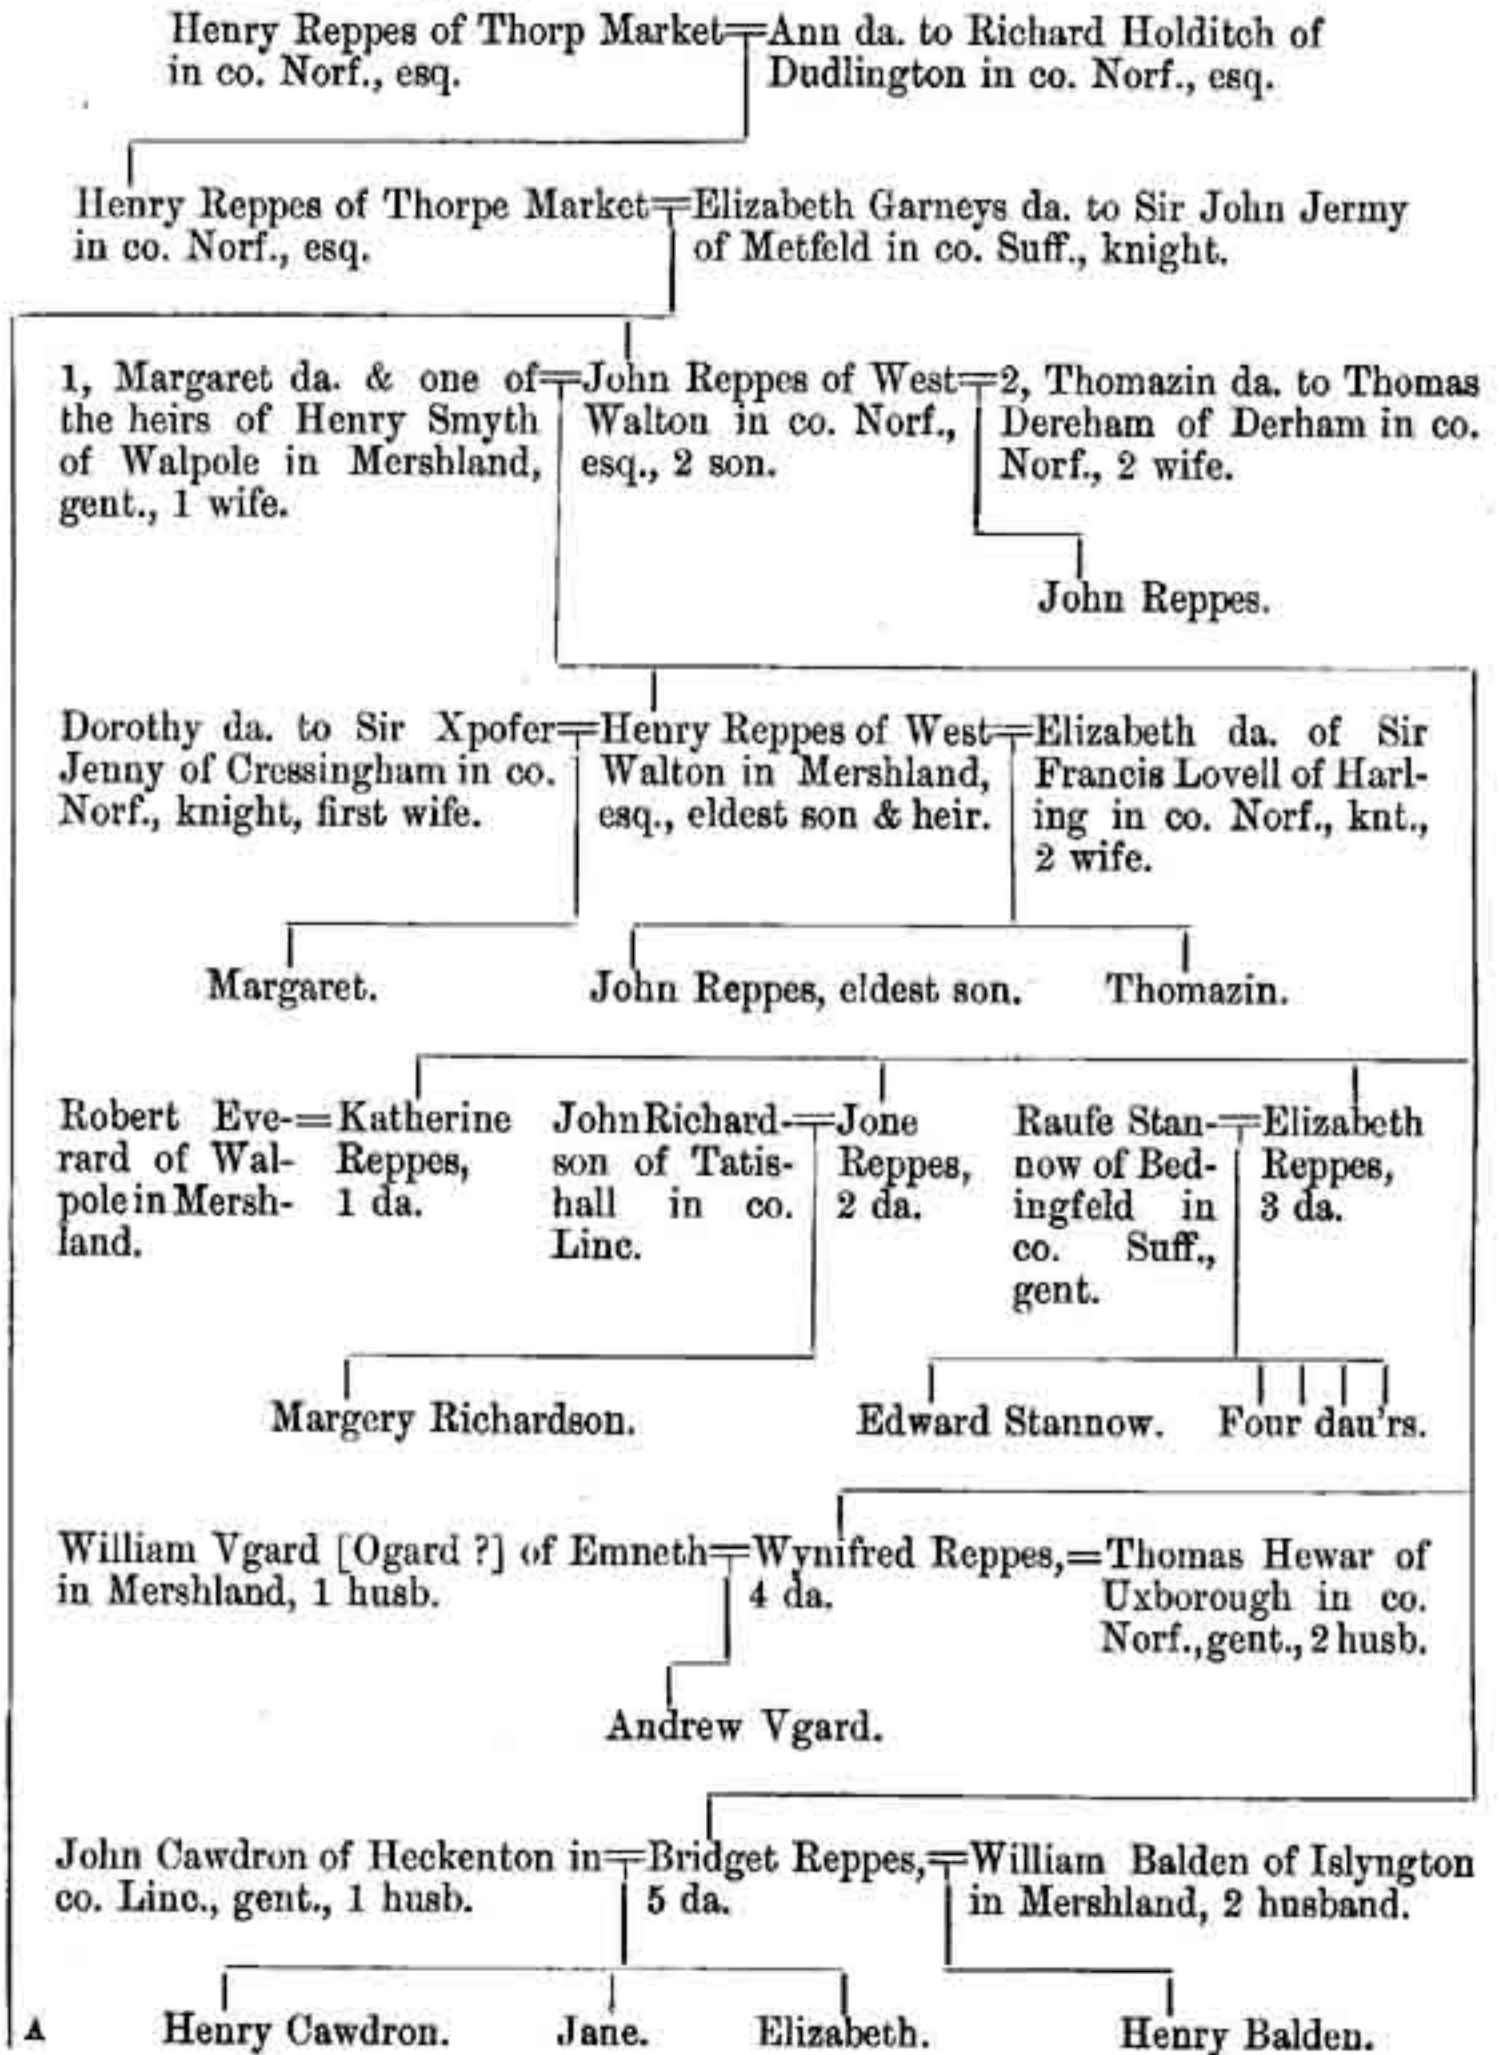 Henry Reppes of Thorp Market
in co. Norf., esq.
Ann da. to Richard Holditch of
Dudlington in co. Norf., esq.
Henry Reppes of Thorpe Market
in co. Norf., esq.
Elizabeth Garneys da. to Sir John Jermy
of Metfeld in co. Suff., knight.
1, Margaret da. & one of
the heirs of Henry Smyth
of Walpole in Mershland,
gent., 1 wife.
John Reppes of West
Walton in co. Norf.,
esq., 2 son.
2, Thomazin da. to Thomas
Dereham of Derham in co.
Norf., 2 wife.
John Reppes.
Dorothy da. to Sir Xpofer
Jenny of Cressingham in co.
Norf., knight, first wife.
Henry Reppes of West
Walton in Mershland,
esq., eldest son & heir.
Elizabeth da. of Sir
Francis Lovell of Harl-
ing in co. Norf., knt.,
2 wife.
Margaret.
John Reppes, eldest son.
Thomazin.
Robert Eve-
rard of Wal-
pole in Mersh-
land.
Katherine
Reppes,
1 da.
John Richard-
son of Tatis-
hall in co.
Linc.
Jone
Reppes,
2 da.
Raufe Stan-
now of Bed-
ingfeld in
co. Suff.,
gent.
Elizabeth
Reppes,
3 da.
Margery Richardson.
Edward Stannow.
Four dau'rs.
William Vgard [Ogard ?] of Emneth
in Mershland, 1 husb.
Wynifred Reppes,
4 da.
Thomas Hewar of
Uxborough in co.
Norf., gent., 2 husb.
Andrew Vgard.
John Cawdron of Heckenton in
co. Linc., gent., 1 husb.
Bridget Reppes,
5 da.
William Balden of Islyngton
in Mershland, 2 husband.
A
Henry Cawdron.
Jane.
Elizabeth.
Henry Balden.